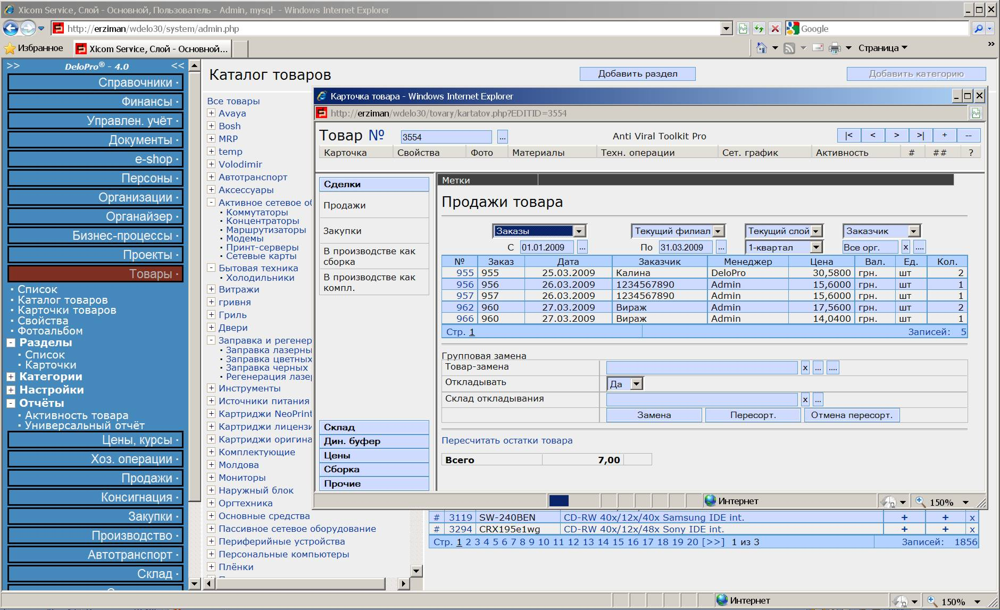 Xicom Service, Слой - Основной, Пользователь - Admin, mysql- - Windows Internet Explorer
http://erziman/wdelo30/system/admin.php
Google
Избранное
Xicom Service, Слой - Основной...
Страница
>> DeloPro® - 4.0 <<
Справочники ·
Финансы ·
Управлен. учёт ·
Документы ·
e-shop ·
Персоны ·
Организации ·
Органайзер ·
Бизнес-процессы ·
Проекты ·
Товары ·
· Список
· Каталог товаров
· Карточки товаров
· Свойства
· Фотоальбом
- Разделы
· Список
· Карточки
+ Категории
+ Настройки
- Отчёты
· Активность товара
· Универсальный отчёт
Цены, курсы ·
Хоз. операции ·
Продажи ·
Консигнация ·
Закупки ·
Производство ·
Автотранспорт ·
Склад ·
Каталог товаров
Добавить раздел
Добавить категорию
Все товары
+ Avaya
+ Bosh
+ MRP
+ temp
+ Volodimir
+ Автотранспорт
+ Аксессуары
- Активное сетевое об
· Коммутаторы
· Концентраторы
· Маршрутизаторы
· Модемы
· Принт-серверы
· Сетевые карты
- Бытовая техника
· Холодильники
+ Витражи
+ гривня
+ Гриль
+ Двери
- Заправка и регенер
· Заправка лазерны
· Заправка цветных
· Заправка черных
· Регенерация лазер
+ Инструменты
+ Источники питания
+ Картриджи NeoPrint
+ Картриджи лицензи
+ Картриджи оригина
+ Комплектующие
+ Молдова
+ Мониторы
+ Наружный блок
+ Оргтехника
+ Основные средства
+ Пассивное сетевое оборудование
+ Периферийные устройства
+ Персональные компьютеры
+ Плёнки
Карточка товара - Windows Internet Explorer
http://erziman/wdelo30/tovary/kartatov.php?EDITID=3554
Товар № 3554 ... Anti Viral Toolkit Pro |< < > >| + --
Карточка Свойства Фото Материалы Техн. операции Сет. график Активность # ## ?
Сделки
Продажи
Закупки
В производстве как
сборка
В производстве как
компл.
Склад
Дин. буфер
Цены
Сборка
Прочие
Метки
Продажи товара
Заказы Текущий филиал Текущий слой Заказчик
С 01.01.2009 ... По 31.03.2009 ... 1-квартал Все орг. x ....
№ Заказ Дата Заказчик Менеджер Цена Вал. Ед. Кол.
955 955 25.03.2009 Калина DeloPro 30,5800 грн. шт 2
956 956 26.03.2009 1234567890 Admin 15,6000 грн. шт 1
957 957 26.03.2009 1234567890 Admin 15,6000 грн. шт 1
962 960 27.03.2009 Вираж Admin 17,5600 грн. шт 2
966 960 27.03.2009 Вираж Admin 14,0400 грн. шт 1
Стр. 1 Записей: 5
Групповая замена
Товар-замена x ... ....
Откладывать Да
Склад откладывания x ...
Замена Пересорт. Отмена пересорт.
Пересчитать остатки товара
Всего 7,00
Интернет 150%
# 3119 SW-240BEN CD-RW 40x/12x/40x Samsung IDE int. + + x
# 3294 CRX195e1wg CD-RW 40x/12x/48x Sony IDE int. + + x
Стр. 1 2 3 4 5 6 7 8 9 10 11 12 13 14 15 16 17 18 19 20 [>>] 1 из 3 Записей: 1856
Интернет 150%